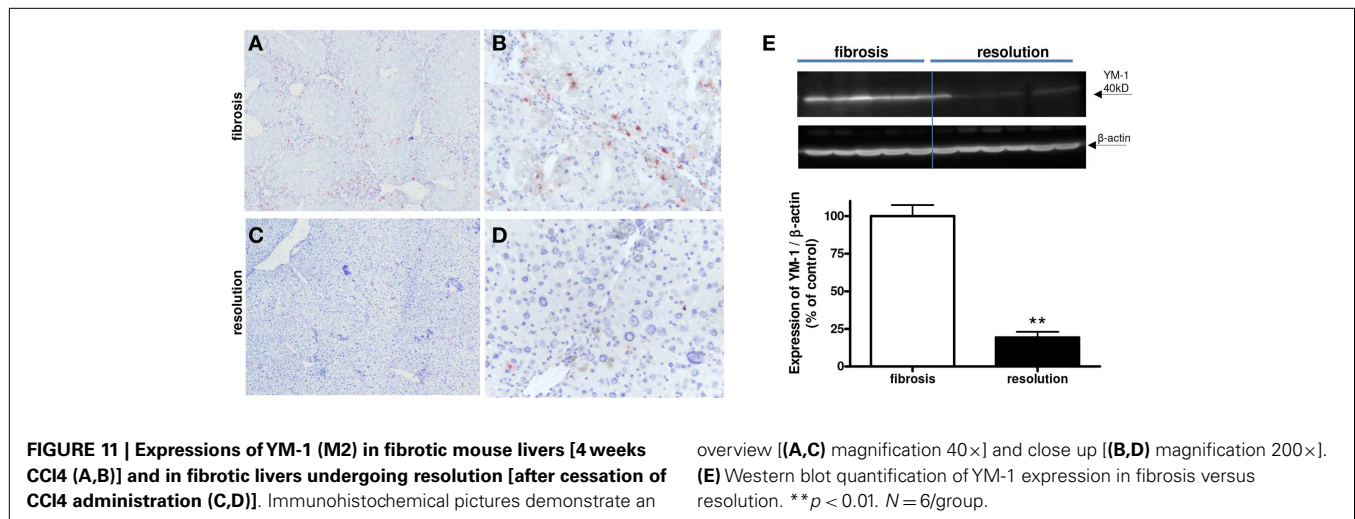 A
B
E
fibrosis
resolution
YM-1
40kD
β-actin
fibrosis
C
D
resolution
Expression of YM-1 / β-actin
(% of control)
100
75
50
25
0
**
fibrosis
resolution
FIGURE 11 | Expressions of YM-1 (M2) in fibrotic mouse livers [4 weeks
CCl4 (A,B)] and in fibrotic livers undergoing resolution [after cessation of
CCl4 administration (C,D)]. Immunohistochemical pictures demonstrate an
overview [(A,C) magnification 40×] and close up [(B,D) magnification 200×].
(E) Western blot quantification of YM-1 expression in fibrosis versus
resolution. **p < 0.01. N = 6/group.